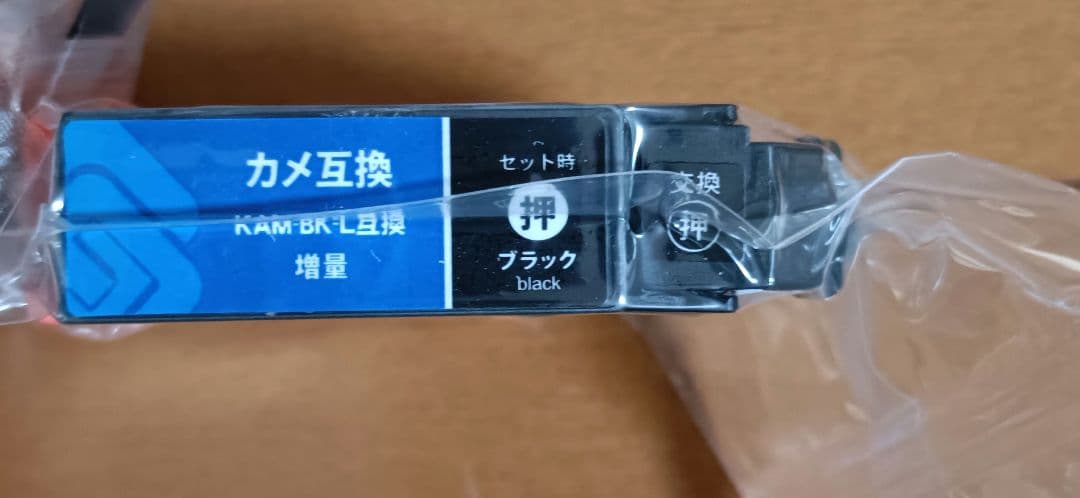 カメ互換
KAM-BK-L互換
増量
セット時
押
ブラック
black
交換
押